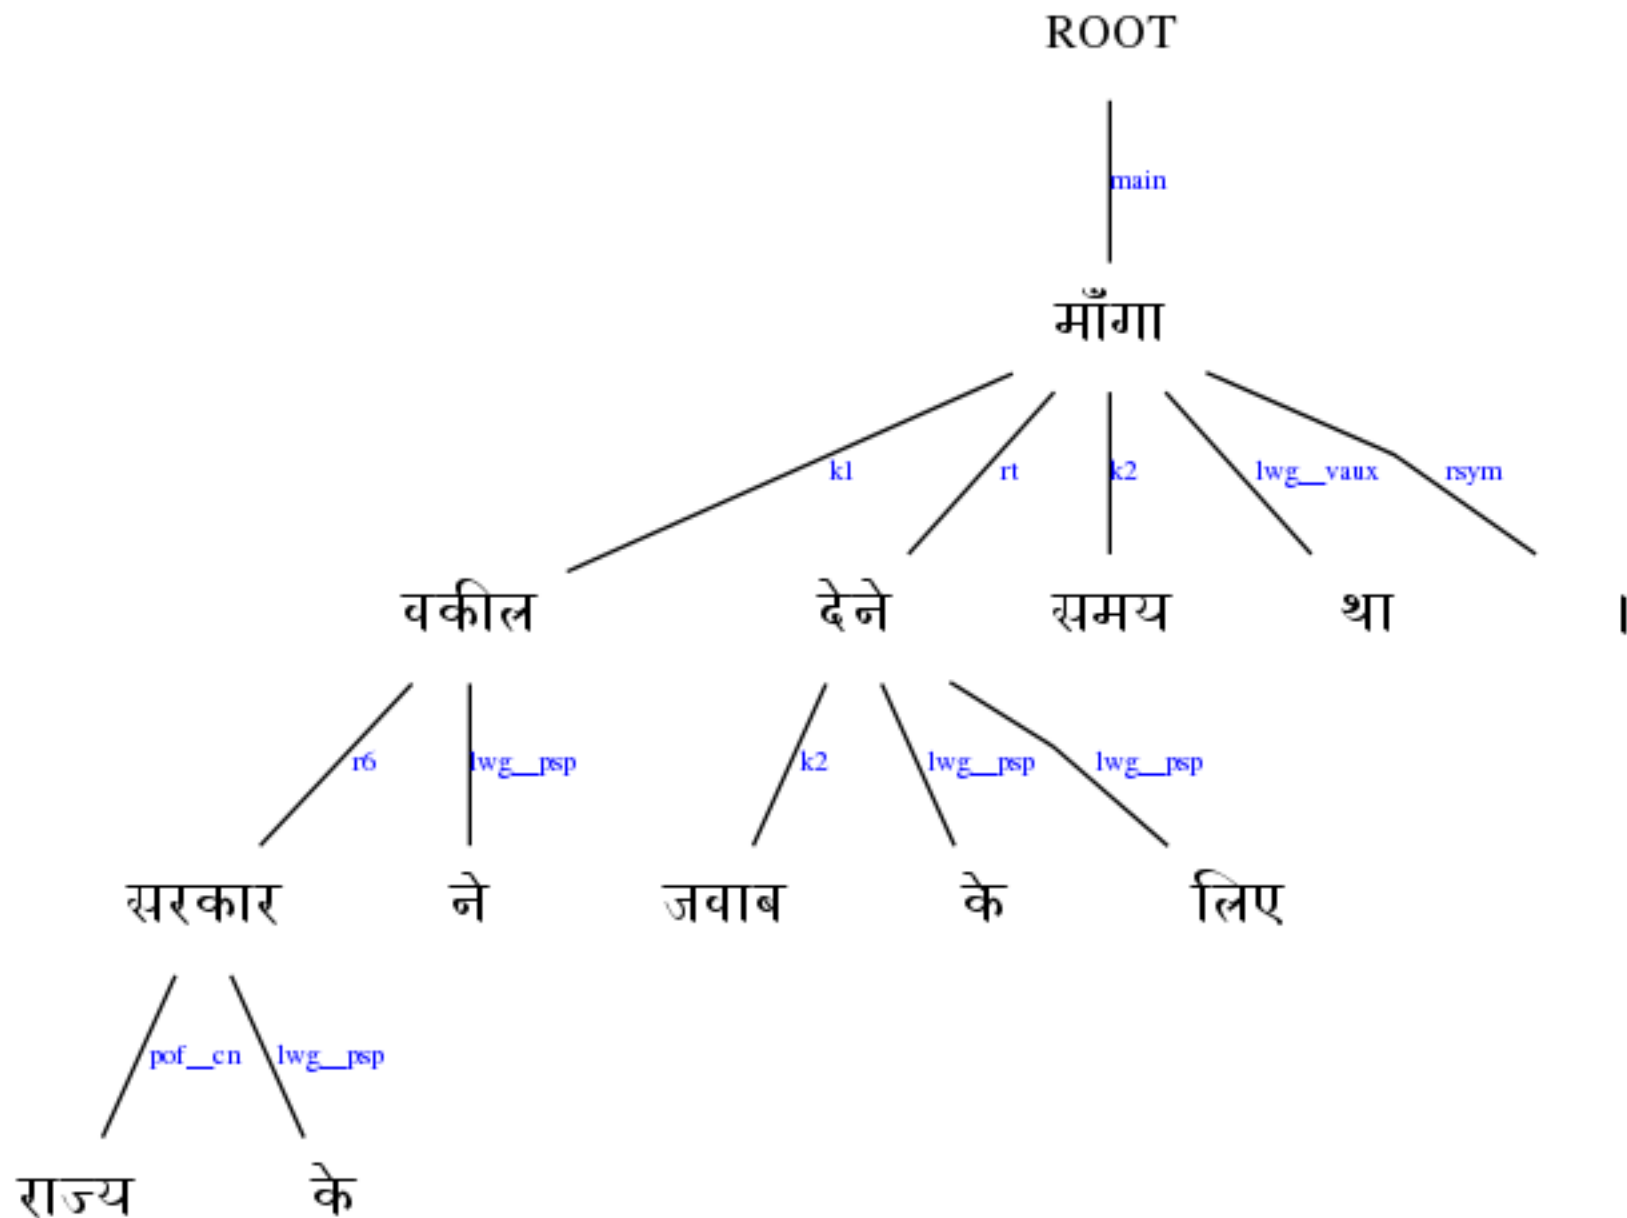 ROOT
main
माँगा
k1 rt k2 lwg__vaux rsym
वकील देने समय था ।
r6 lwg__psp k2 lwg__psp lwg__psp
सरकार ने जवाब के लिए
pof__cn lwg__psp
राज्य के